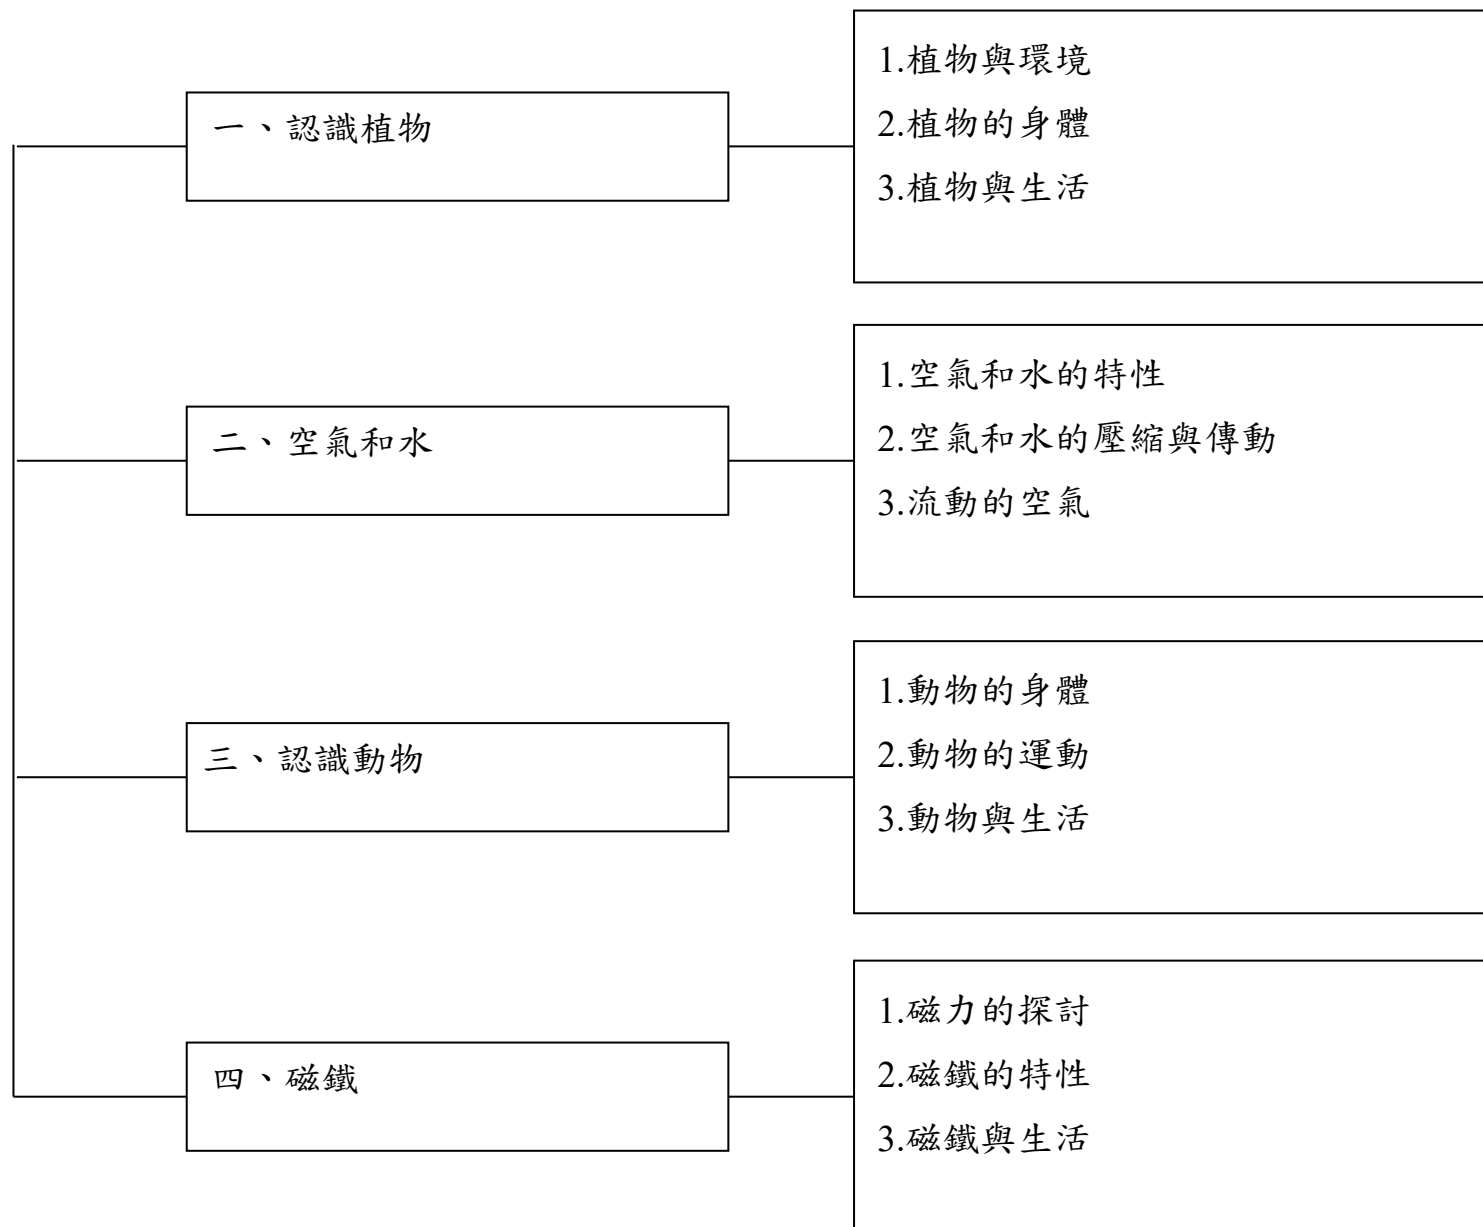 一、認識植物
1.植物與環境
2.植物的身體
3.植物與生活
二、空氣和水
1.空氣和水的特性
2.空氣和水的壓縮與傳動
3.流動的空氣
三、認識動物
1.動物的身體
2.動物的運動
3.動物與生活
四、磁鐵
1.磁力的探討
2.磁鐵的特性
3.磁鐵與生活